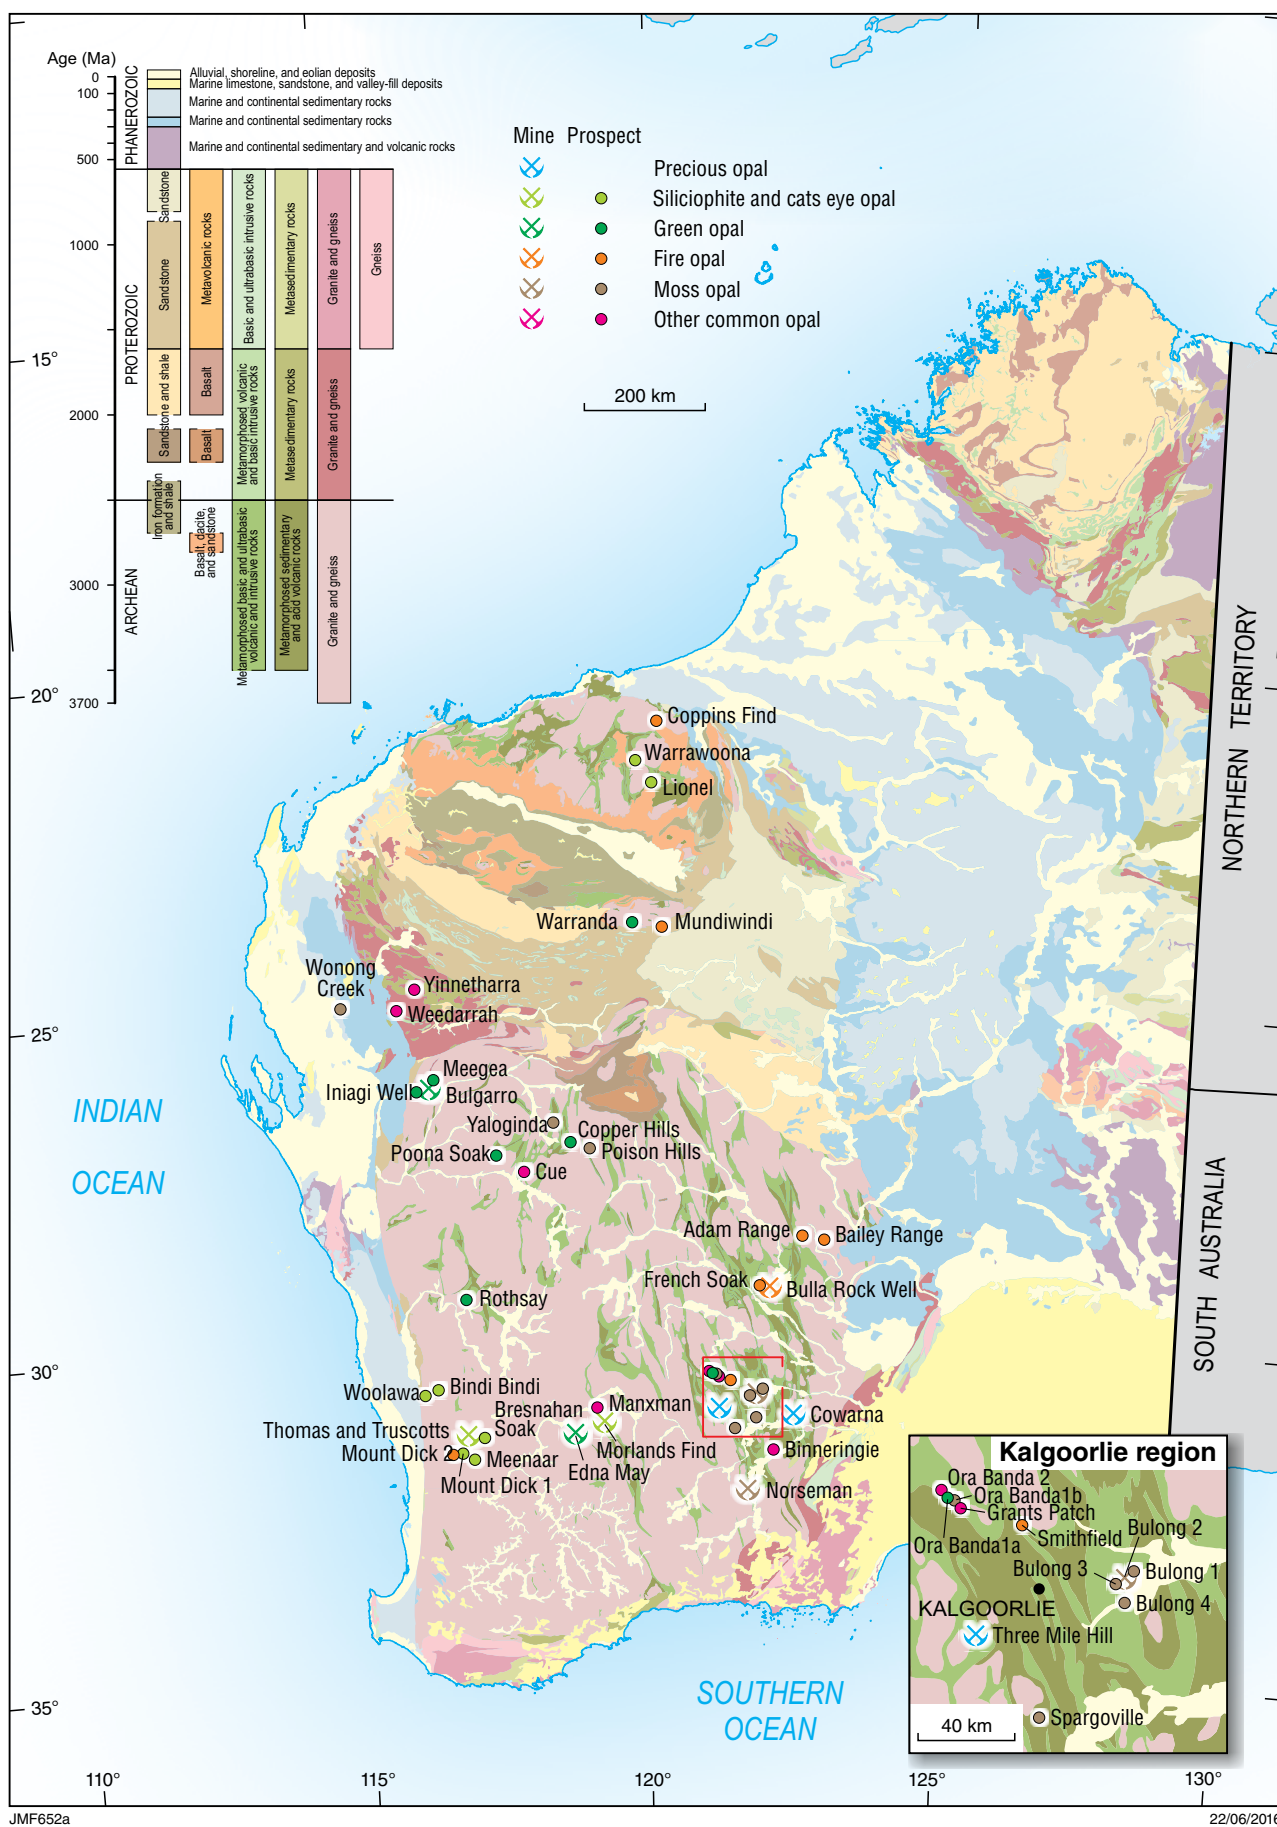 Age (Ma)
0
100
500
1000
2000
3000
3700
PHANEROZOIC
PROTEROZOIC
ARCHEAN
Alluvial, shoreline, and eolian deposits
Marine limestone, sandstone, and valley-fill deposits
Marine and continental sedimentary rocks
Marine and continental sedimentary rocks
Marine and continental sedimentary and volcanic rocks
Sandstone
Sandstone
Sandstone and shale
Iron formation
and shale
Metavolcanic rocks
Basalt
Basalt
Basalt, dacite,
and sandstone
Basic and ultrabasic intrusive rocks
Metamorphosed volcanic
and basic intrusive rocks
Metamorphosed basic and ultrabasic
volcanic and intrusive rocks
Metasedimentary rocks
Metasedimentary rocks
Metamorphosed sedimentary
and acid volcanic rocks
Granite and gneiss
Granite and gneiss
Granite and gneiss
Gneiss
Mine Prospect
Precious opal
Siliciophite and cats eye opal
Green opal
Fire opal
Moss opal
Other common opal
200 km
15°
20°
25°
30°
35°
NORTHERN TERRITORY
SOUTH AUSTRALIA
INDIAN
OCEAN
SOUTHERN
OCEAN
Coppins Find
Warrawoona
Lionel
Warranda
Mundiwindi
Wonong
Creek
Yinnetharra
Weedarrah
Meegea
Iniagi Well
Bulgarro
Yaloginda
Copper Hills
Poona Soak
Poison Hills
Cue
Adam Range
Bailey Range
French Soak
Bulla Rock Well
Rothsay
Woolawa
Bindi Bindi
Bresnahan
Soak
Manxman
Cowarna
Thomas and Truscotts
Mount Dick 2
Meenaar
Mount Dick 1
Morlands Find
Edna May
Binneringie
Norseman
Kalgoorlie region
Ora Banda 2
Ora Banda1b
Grants Patch
Ora Banda1a
Smithfield
Bulong 2
Bulong 3
Bulong 1
Bulong 4
KALGOORLIE
Three Mile Hill
Spargoville
40 km
110°
115°
120°
125°
130°
JMF652a
22/06/2016